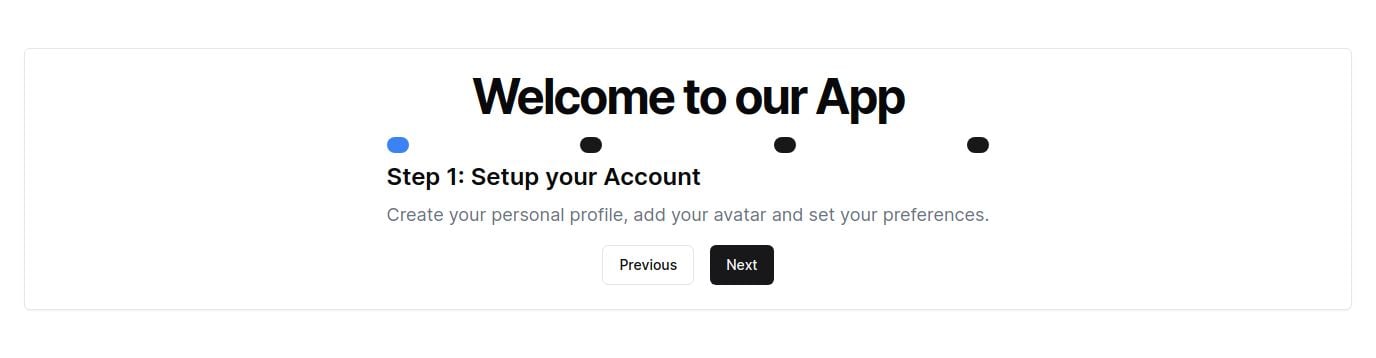 Welcome to our App
Step 1: Setup your Account
Create your personal profile, add your avatar and set your preferences.
Previous
Next